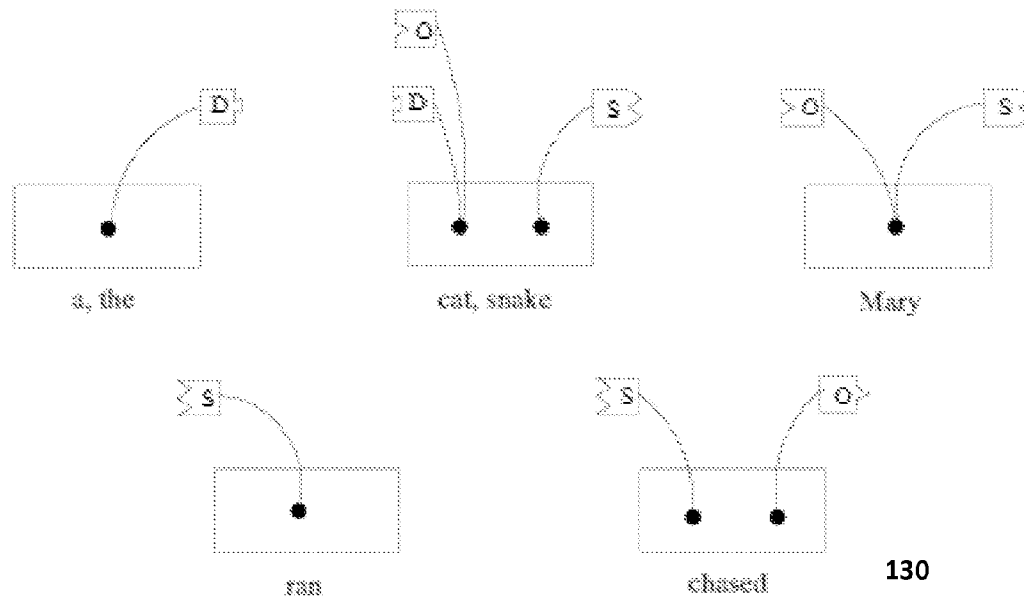 O
D D S O S
a, the cat, snake Mary
S S O
ran chased
130